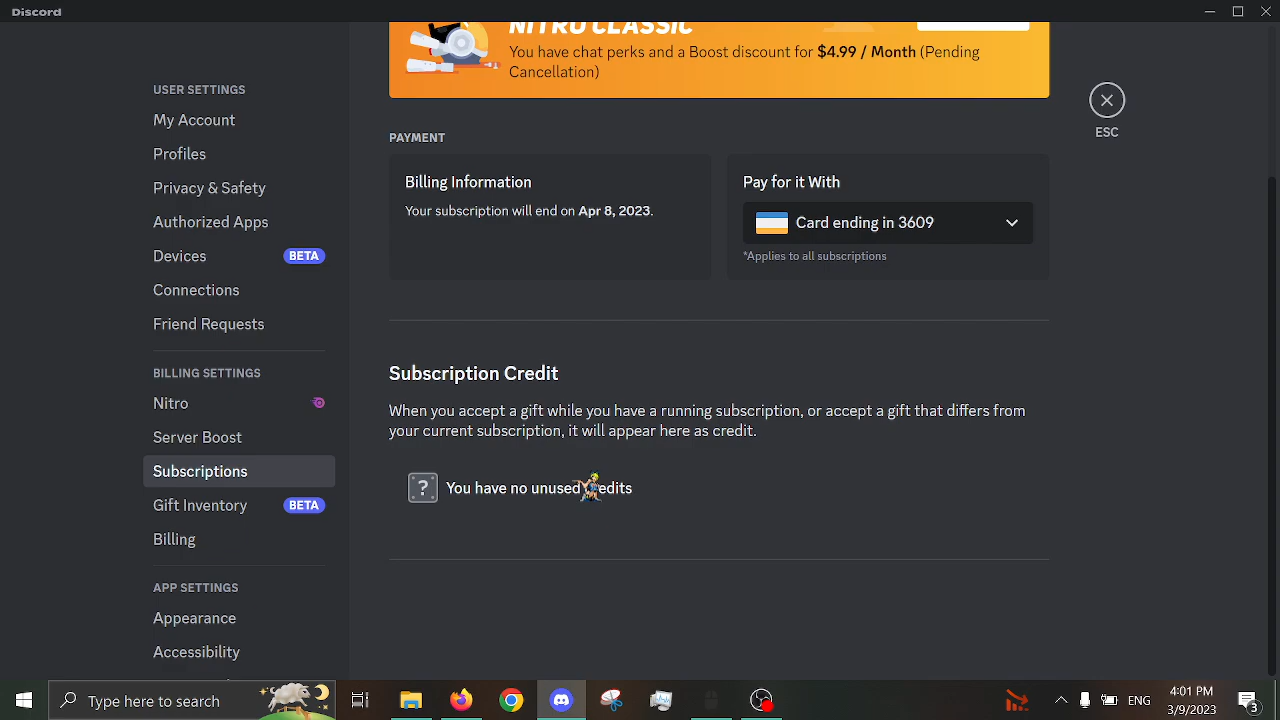 Discord
NITRO CLASSIC
You have chat perks and a Boost discount for $4.99 / Month (Pending
Cancellation)
USER SETTINGS
My Account
Profiles
Privacy & Safety
Authorized Apps
Devices BETA
Connections
Friend Requests
BILLING SETTINGS
Nitro
Server Boost
Subscriptions
Gift Inventory BETA
Billing
APP SETTINGS
Appearance
Accessibility
PAYMENT
Billing Information
Your subscription will end on Apr 8, 2023.
Pay for it With
Card ending in 3609
*Applies to all subscriptions
ESC
Subscription Credit
When you accept a gift while you have a running subscription, or accept a gift that differs from
your current subscription, it will appear here as credit.
? You have no unused credits
Type here to search
ENG
4:01 PM
3/9/2023
3